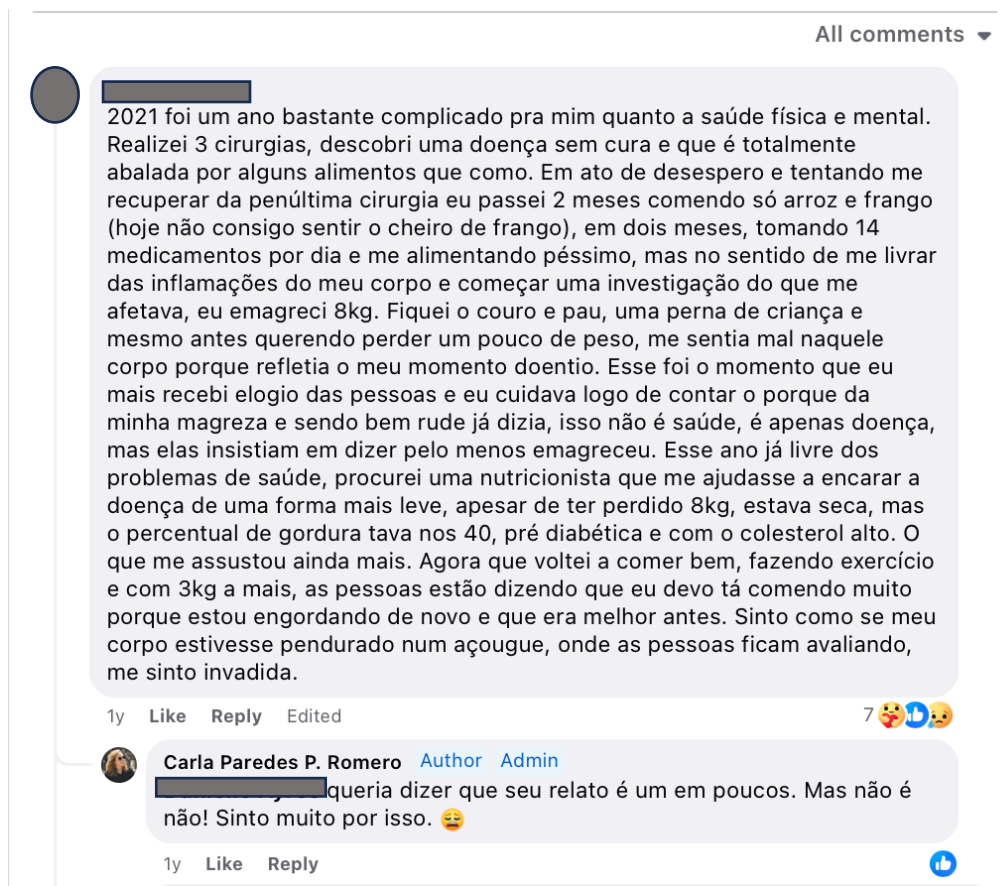 All comments
2021 foi um ano bastante complicado pra mim quanto a saúde física e mental.
Realizei 3 cirurgias, descobri uma doença sem cura e que é totalmente
abalada por alguns alimentos que como. Em ato de desespero e tentando me
recuperar da penúltima cirurgia eu passei 2 meses comendo só arroz e frango
(hoje não consigo sentir o cheiro de frango), em dois meses, tomando 14
medicamentos por dia e me alimentando péssimo, mas no sentido de me livrar
das inflamações do meu corpo e começar uma investigação do que me
afetava, eu emagreci 8kg. Fiquei o couro e pau, uma perna de criança e
mesmo antes querendo perder um pouco de peso, me sentia mal naquele
corpo porque refletia o meu momento doentio. Esse foi o momento que eu
mais recebi elogio das pessoas e eu cuidava logo de contar o porque da
minha magreza e sendo bem rude já dizia, isso não é saúde, é apenas doença,
mas elas insistiam em dizer pelo menos emagreceu. Esse ano já livre dos
problemas de saúde, procurei uma nutricionista que me ajudasse a encarar a
doença de uma forma mais leve, apesar de ter perdido 8kg, estava seca, mas
o percentual de gordura tava nos 40, pré diabética e com o colesterol alto. O
que me assustou ainda mais. Agora que voltei a comer bem, fazendo exercício
e com 3kg a mais, as pessoas estão dizendo que eu devo tá comendo muito
porque estou engordando de novo e que era melhor antes. Sinto como se meu
corpo estivesse pendurado num açougue, onde as pessoas ficam avaliando,
me sinto invadida.
1y Like Reply Edited 7
Carla Paredes P. Romero Author Admin
queria dizer que seu relato é um em poucos. Mas não é
não! Sinto muito por isso. 😩
1y Like Reply